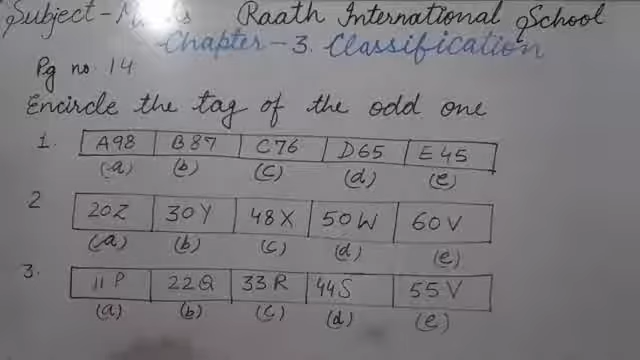 Subject - Maths Raath International School
Chapter - 3. Classification
Pg no. 14
Encircle the tag of the odd one
1. A98 B87 C76 D65 E45
(a) (b) (c) (d) (e)
2 20Z 30Y 48X 50W 60V
(a) (b) (c) (d) (e)
3. 11P 22Q 33R 44S 55V
(a) (b) (c) (d) (e)